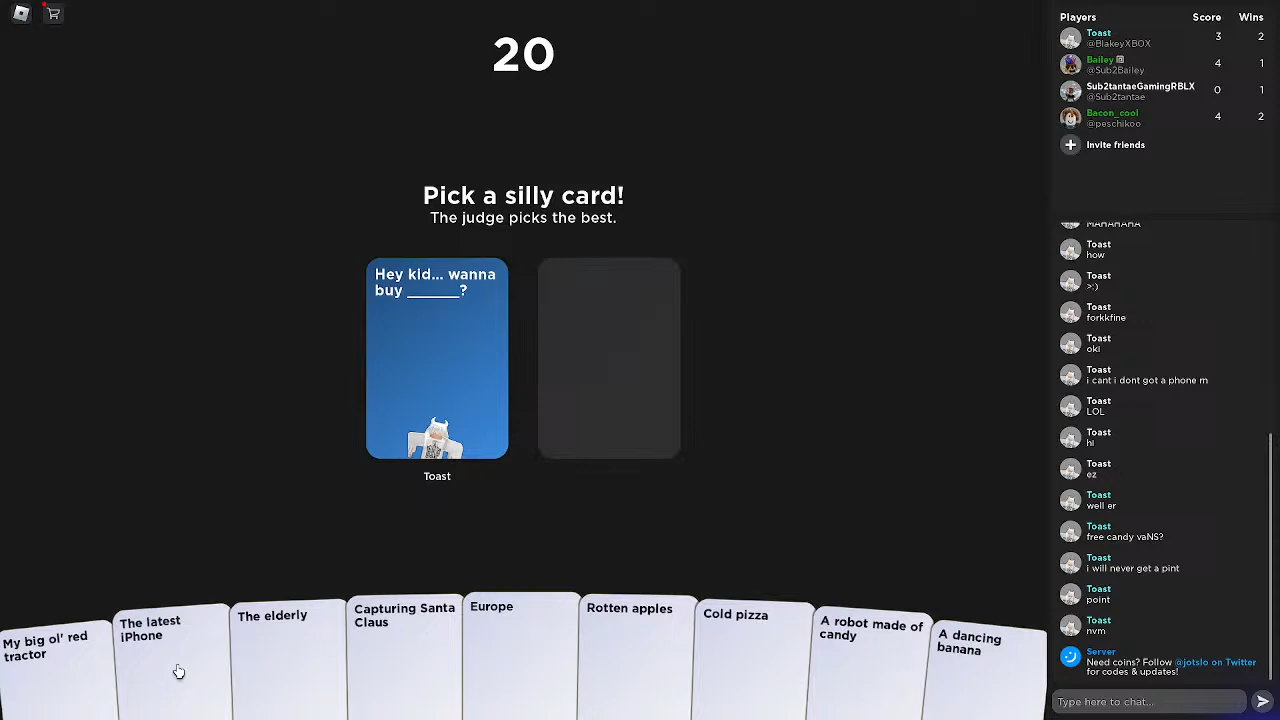 20
Pick a silly card!
The judge picks the best.
Hey kid... wanna
buy ______?
Toast
My big ol' red
tractor
The latest
iPhone
The elderly
Capturing Santa
Claus
Europe
Rotten apples
Cold pizza
A robot made of
candy
A dancing
banana
Players Score Wins
Toast
@BlakeyXBOX 3 2
Bailey
@Sub2Bailey 4 1
Sub2tantaeGamingRBLX
@Sub2tantae 0 1
Bacon_cool
@peschikoo 4 2
Invite friends
MAHAHAHA
Toast
how
Toast
>:)
Toast
forkkfine
Toast
oki
Toast
i cant i dont got a phone rn
Toast
LOL
Toast
hi
Toast
ez
Toast
well er
Toast
free candy vaNS?
Toast
i will never get a pint
Toast
point
Toast
nvm
Server
Need coins? Follow @jotslo on Twitter
for codes & updates!
Type here to chat...